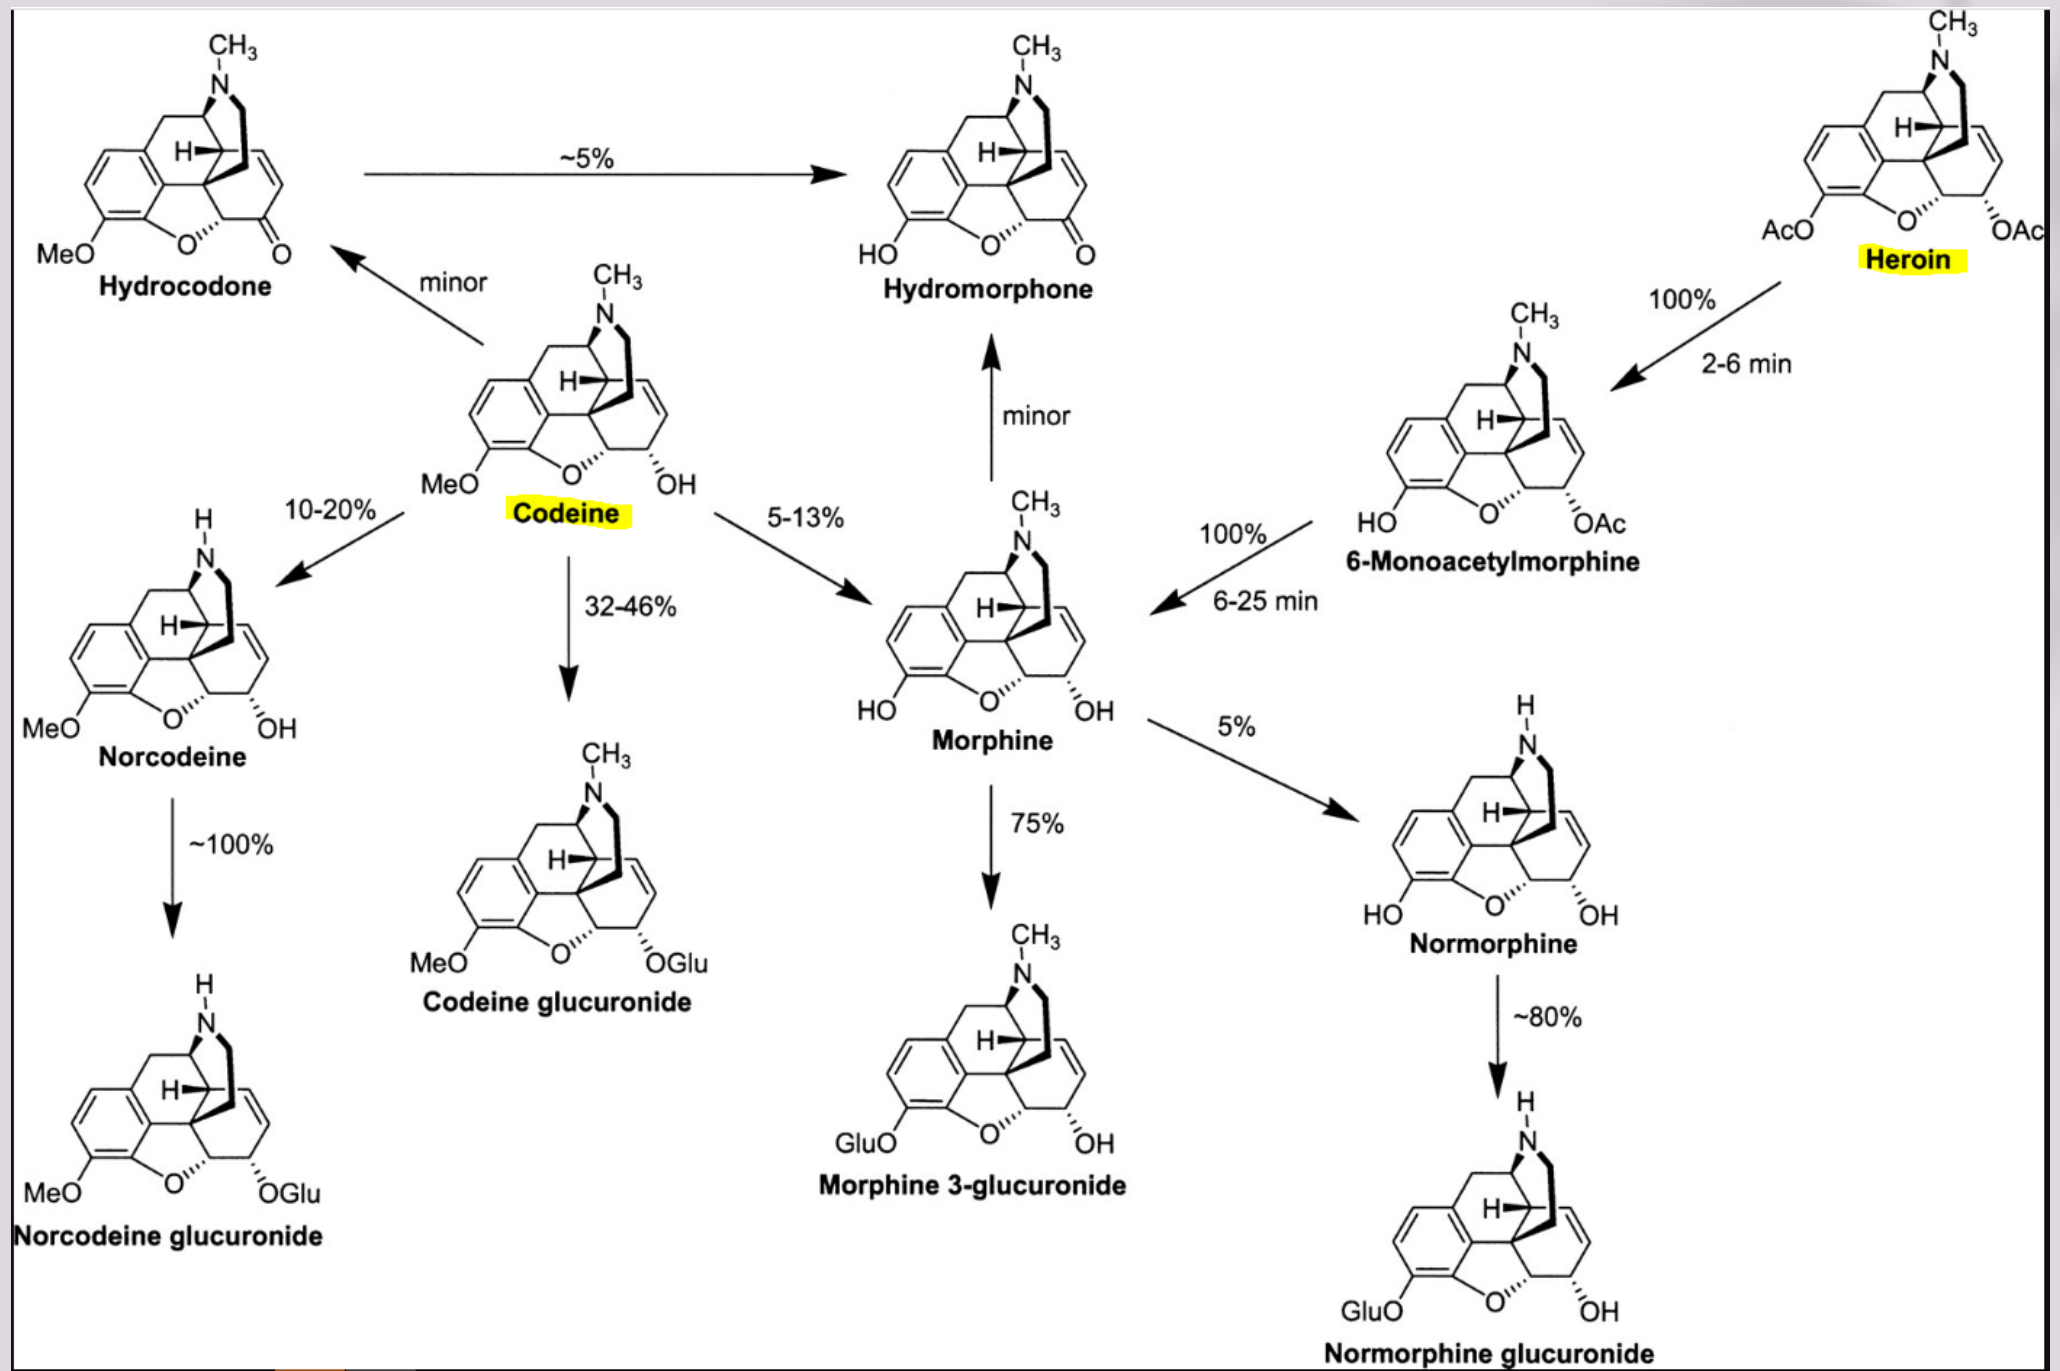 CH3
N
H
MeO
O
O
Hydrocodone
~5%
CH3
N
H
HO
O
O
Hydromorphone
CH3
N
H
AcO
O
OAc
Heroin
minor
CH3
N
H
MeO
O
OH
Codeine
minor
100%
2-6 min
CH3
N
H
HO
O
OAc
6-Monoacetylmorphine
10-20%
32-46%
5-13%
100%
6-25 min
H
N
H
MeO
O
OH
Norcodeine
CH3
N
H
HO
O
OH
Morphine
~100%
CH3
N
H
MeO
O
OGlu
Codeine glucuronide
75%
5%
H
N
H
HO
O
OH
Normorphine
H
N
H
MeO
O
OGlu
Norcodeine glucuronide
CH3
N
H
GluO
O
OH
Morphine 3-glucuronide
~80%
H
N
H
GluO
O
OH
Normorphine glucuronide